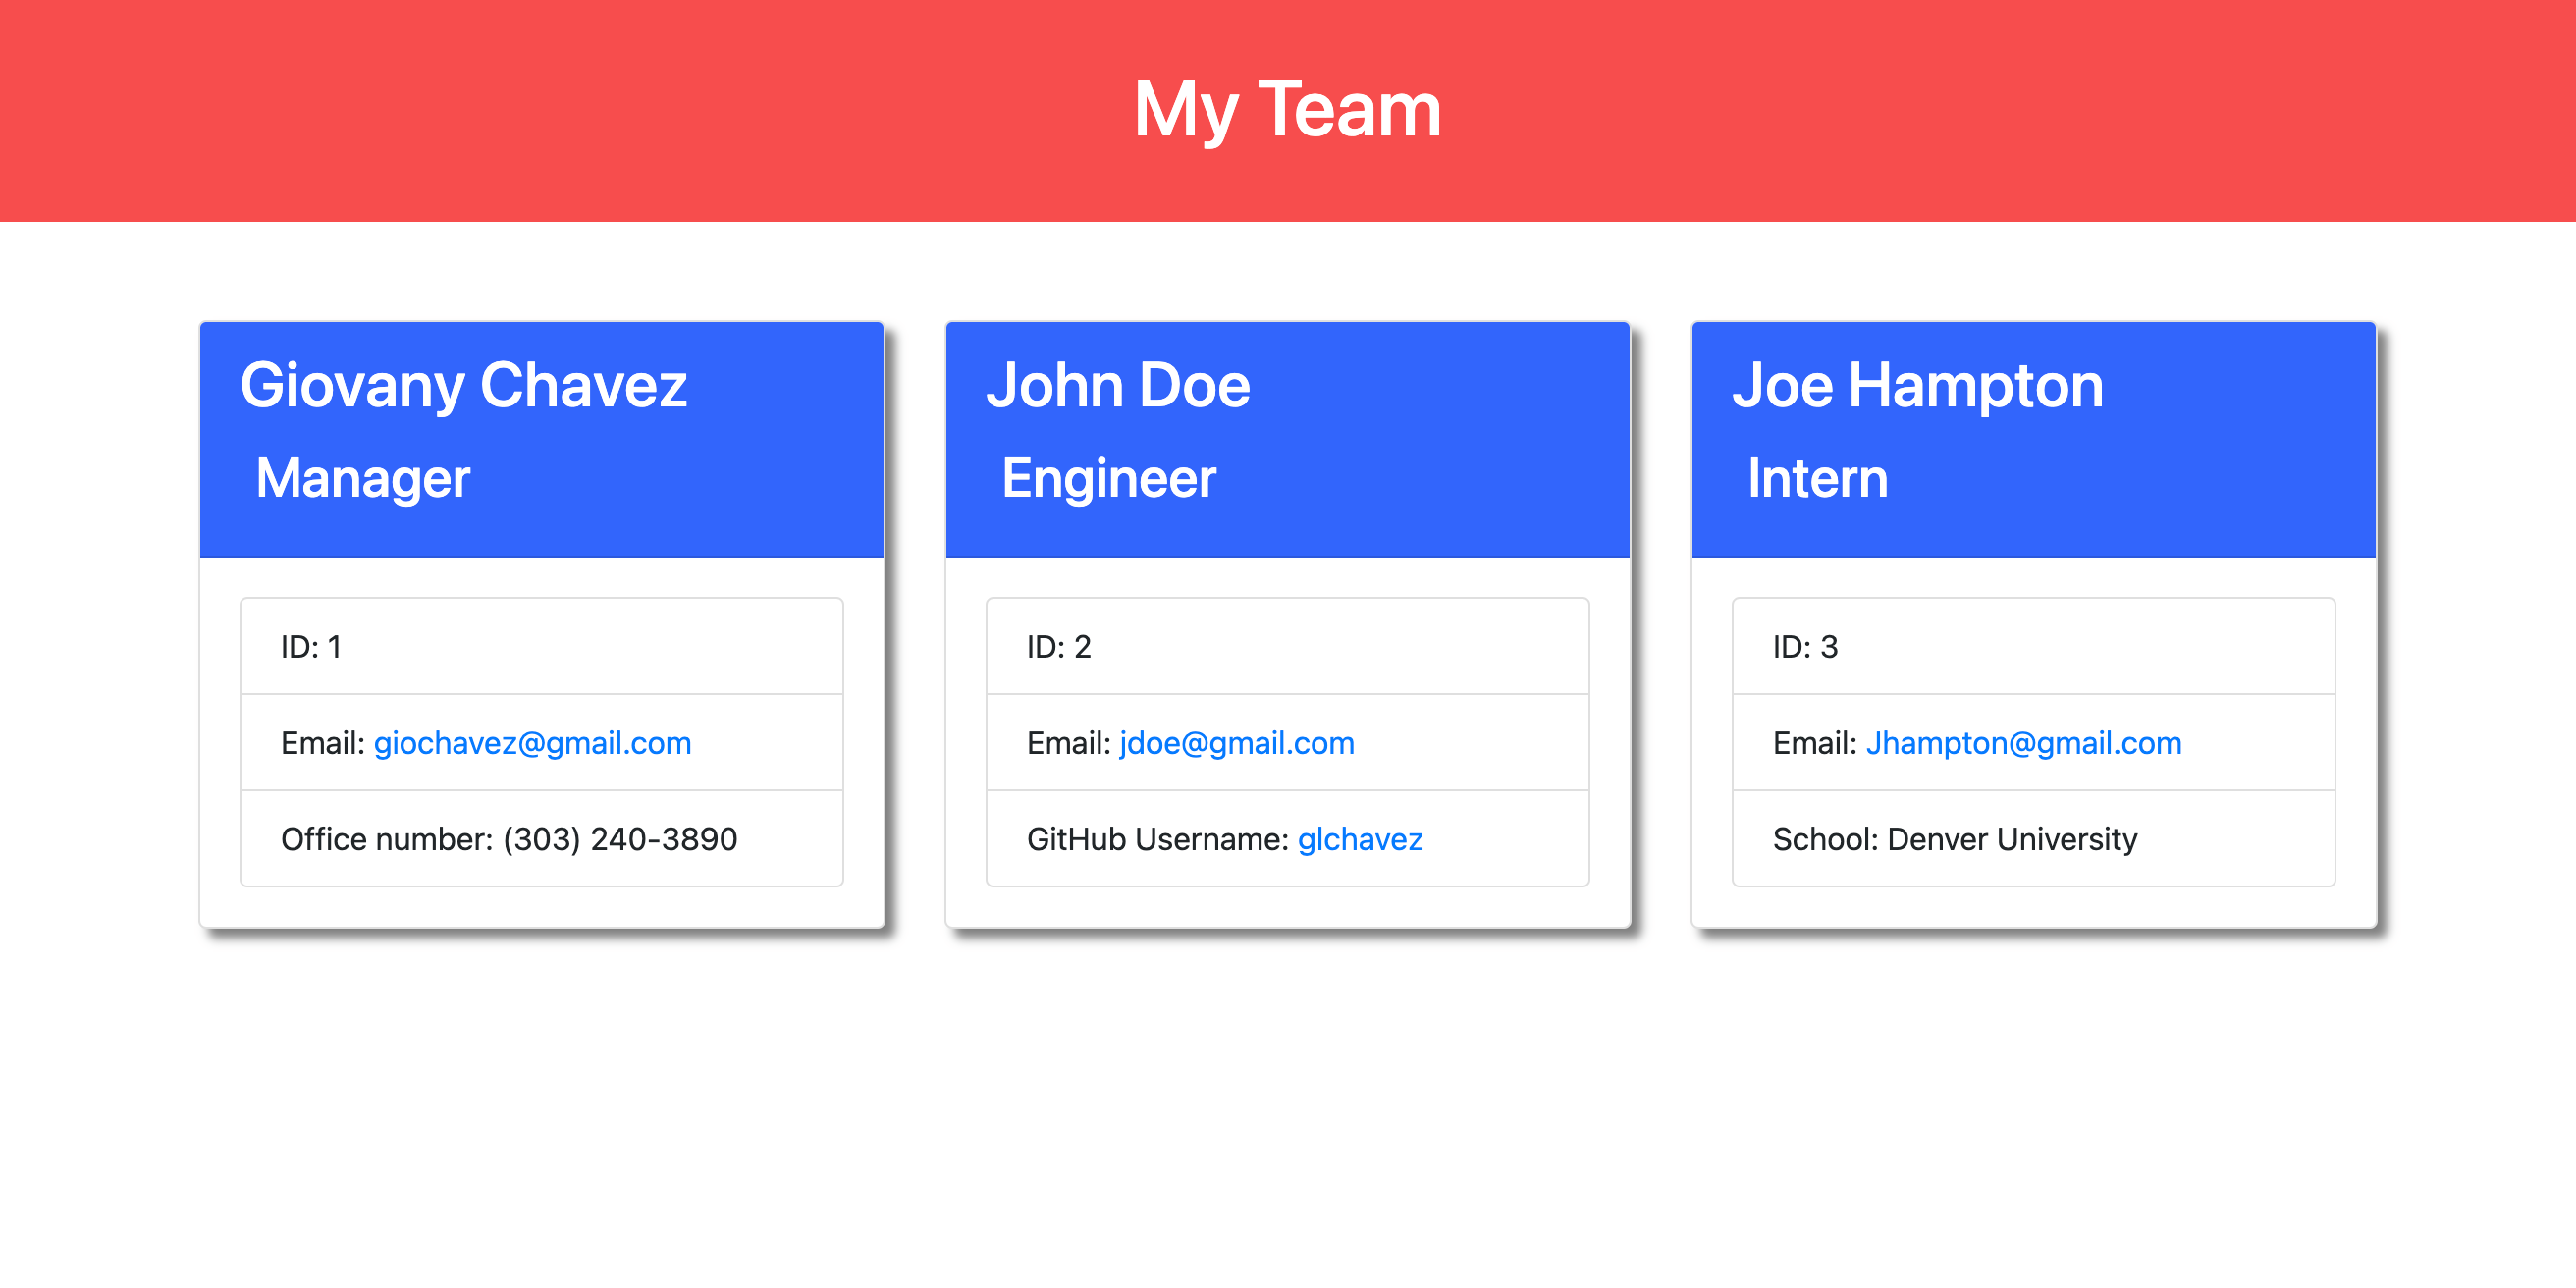 My Team
Giovany Chavez
Manager
ID: 1
Email: giochavez@gmail.com
Office number: (303) 240-3890
John Doe
Engineer
ID: 2
Email: jdoe@gmail.com
GitHub Username: glchavez
Joe Hampton
Intern
ID: 3
Email: Jhampton@gmail.com
School: Denver University